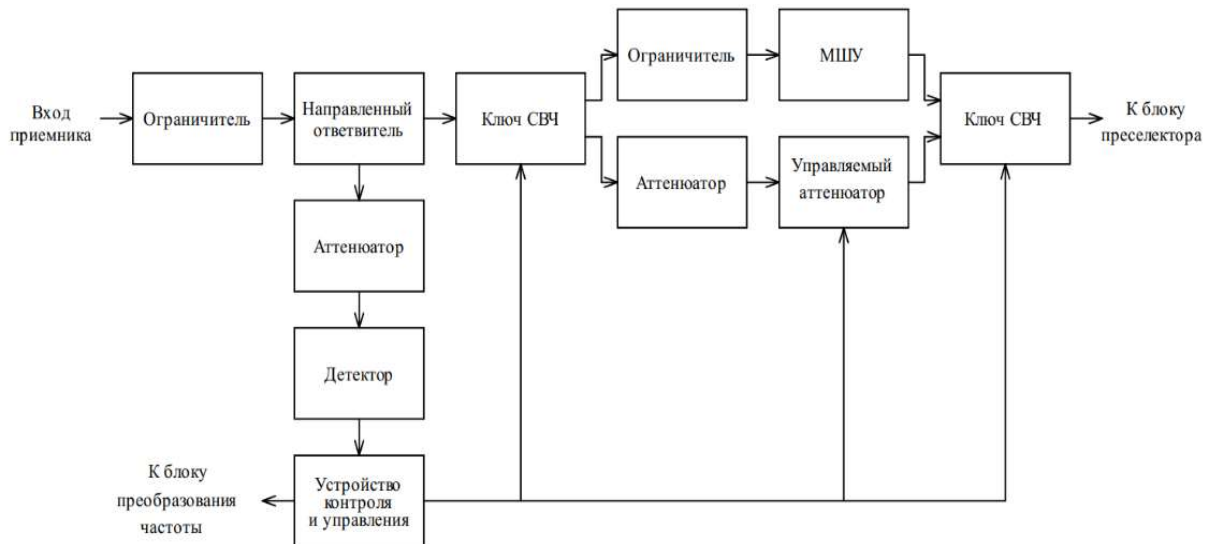 Ограничитель
МШУ
Вход
приемника
Ограничитель
Направленный
ответвитель
Ключ СВЧ
Ключ СВЧ
К блоку
преселектора
Аттенюатор
Управляемый
аттенюатор
Аттенюатор
Детектор
К блоку
преобразования
частоты
Устройство
контроля
и управления